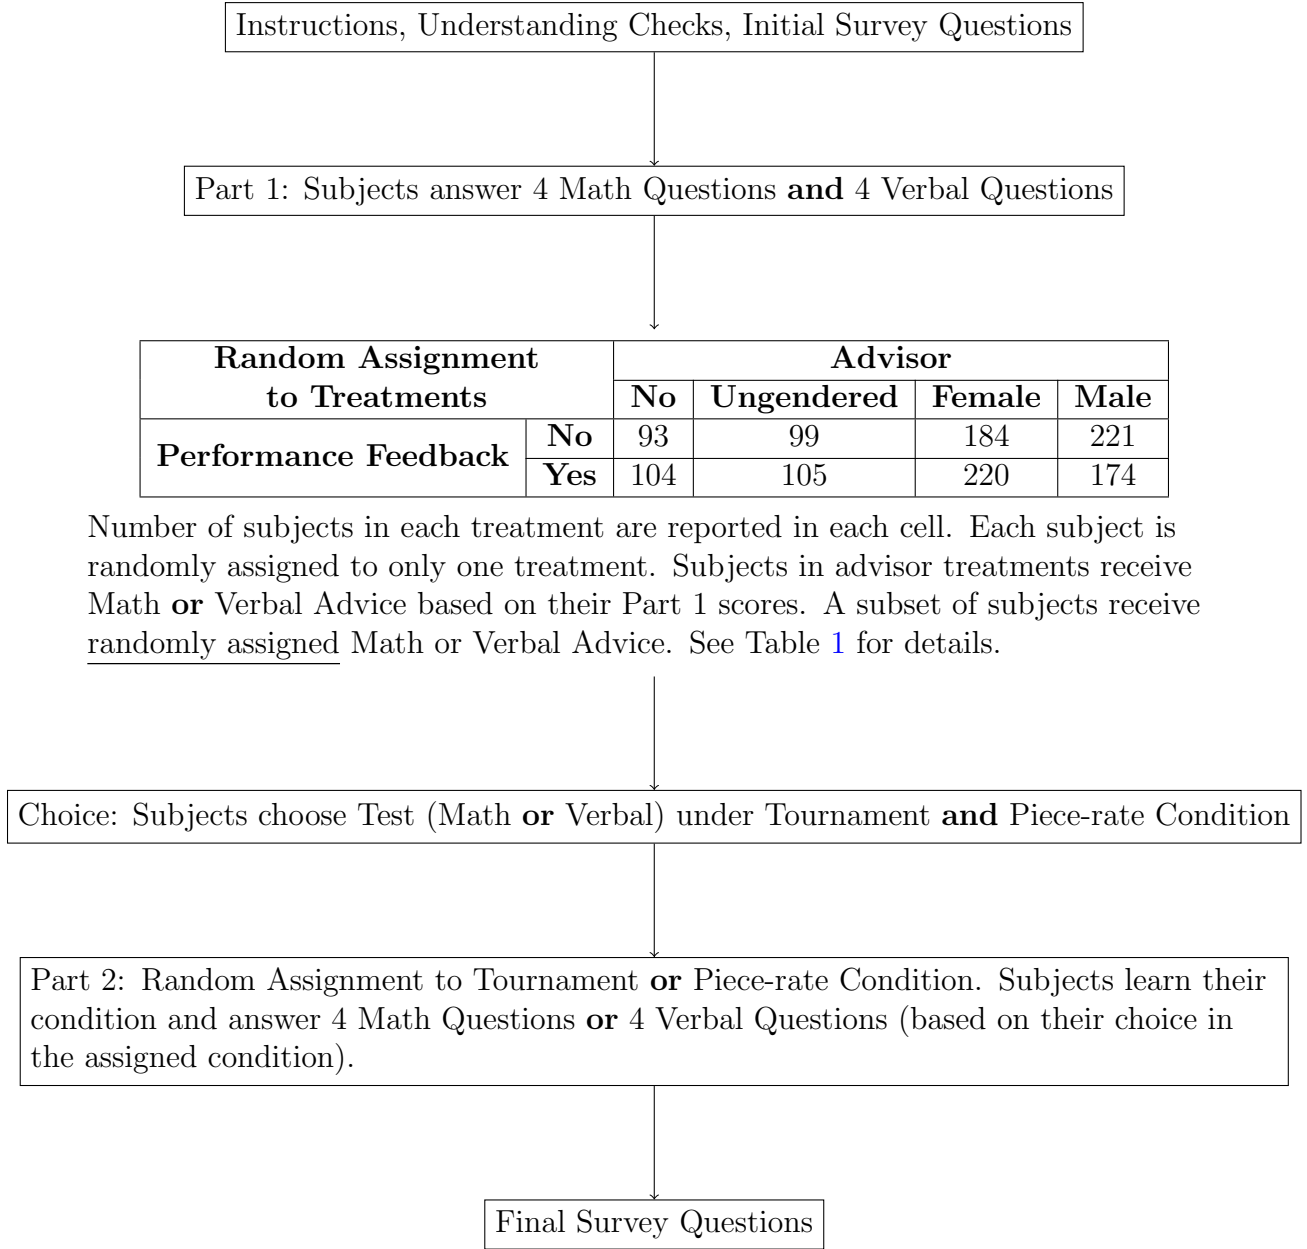 Instructions, Understanding Checks, Initial Survey Questions
Part 1: Subjects answer 4 Math Questions and 4 Verbal Questions
Random Assignment to Treatments Advisor
No Ungendered Female Male
Performance Feedback No 93 99 184 221
Yes 104 105 220 174
Number of subjects in each treatment are reported in each cell. Each subject is
randomly assigned to only one treatment. Subjects in advisor treatments receive
Math or Verbal Advice based on their Part 1 scores. A subset of subjects receive
randomly assigned Math or Verbal Advice. See Table 1 for details.
Choice: Subjects choose Test (Math or Verbal) under Tournament and Piece-rate Condition
Part 2: Random Assignment to Tournament or Piece-rate Condition. Subjects learn their
condition and answer 4 Math Questions or 4 Verbal Questions (based on their choice in
the assigned condition).
Final Survey Questions